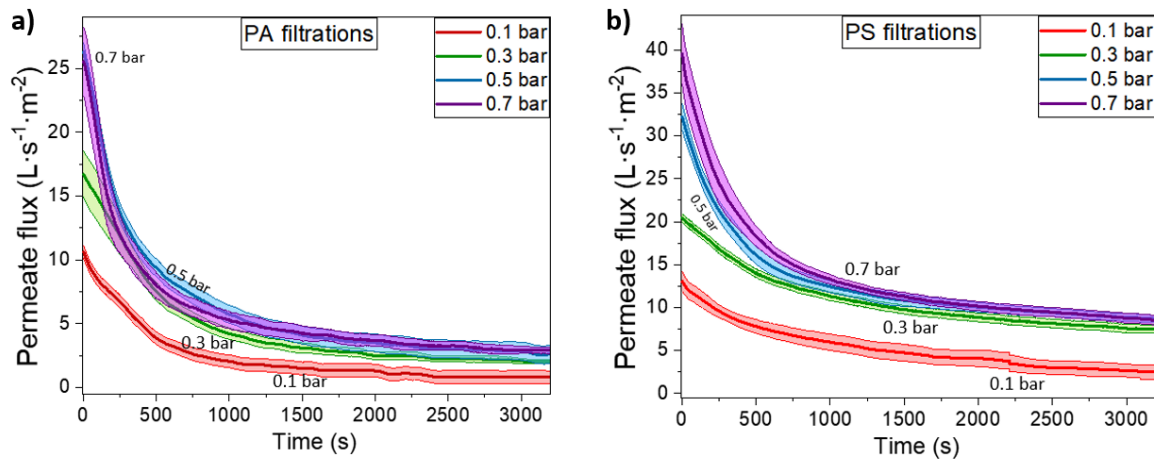 a)
PA filtrations
0.1 bar
0.3 bar
0.5 bar
0.7 bar
0.7 bar
0.5 bar
0.3 bar
0.1 bar
Permeate flux (L·s⁻¹·m⁻²)
25
20
15
10
5
0
0 500 1000 1500 2000 2500 3000
Time (s)
b)
PS filtrations
0.1 bar
0.3 bar
0.5 bar
0.7 bar
0.5 bar
0.7 bar
0.3 bar
0.1 bar
Permeate flux (L·s⁻¹·m⁻²)
40
35
30
25
20
15
10
5
0
0 500 1000 1500 2000 2500 3000
Time (s)